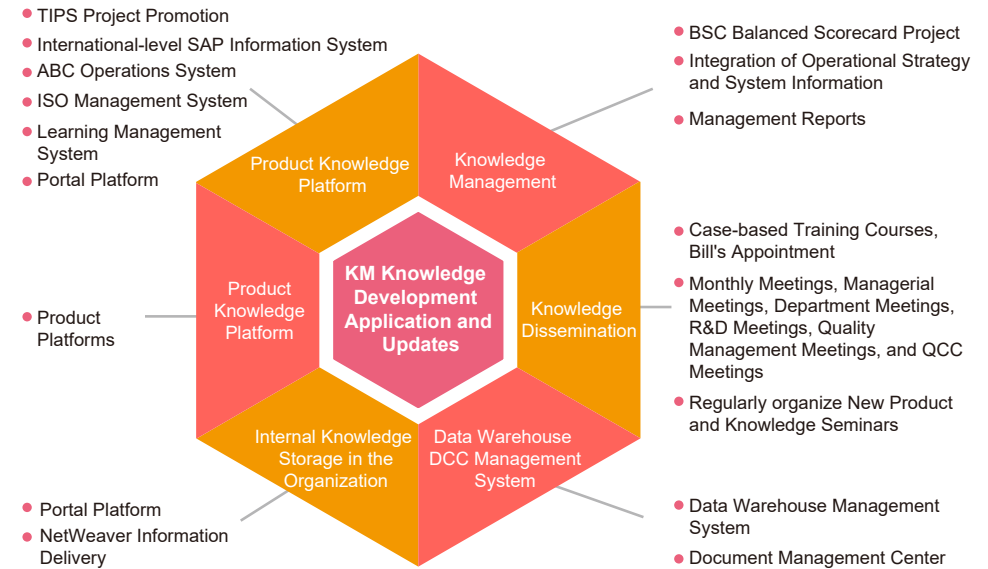 TIPS Project Promotion
International-level SAP Information System
ABC Operations System
ISO Management System
Learning Management
System
Portal Platform
BSC Balanced Scorecard Project
Integration of Operational Strategy
and System Information
Management Reports
Product Knowledge
Platform
Knowledge
Management
Product
Knowledge
Platform
KM Knowledge
Development
Application and
Updates
Knowledge
Dissemination
Product
Platforms
Case-based Training Courses,
Bill's Appointment
Monthly Meetings, Managerial
Meetings, Department Meetings,
R&D Meetings, Quality
Management Meetings, and QCC
Meetings
Regularly organize New Product
and Knowledge Seminars
Internal Knowledge
Storage in the
Organization
Data Warehouse
DCC Management
System
Portal Platform
NetWeaver Information
Delivery
Data Warehouse Management
System
Document Management Center